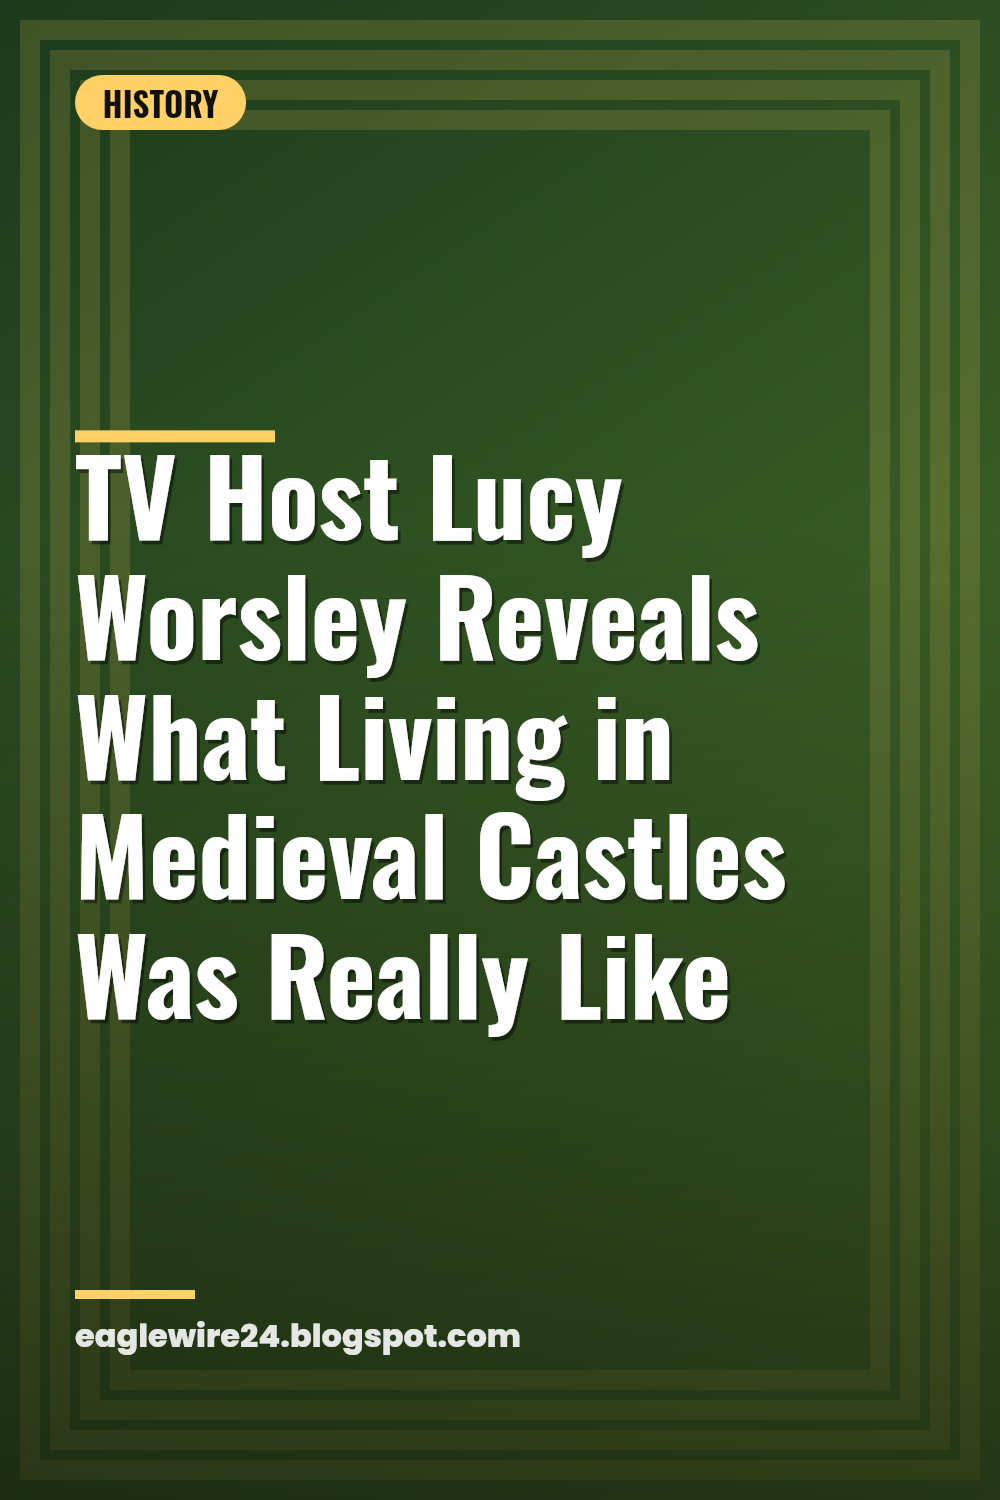 HISTORY
TV Host Lucy
Worsley Reveals
What Living in
Medieval Castles
Was Really Like
eaglewire24.blogspot.com